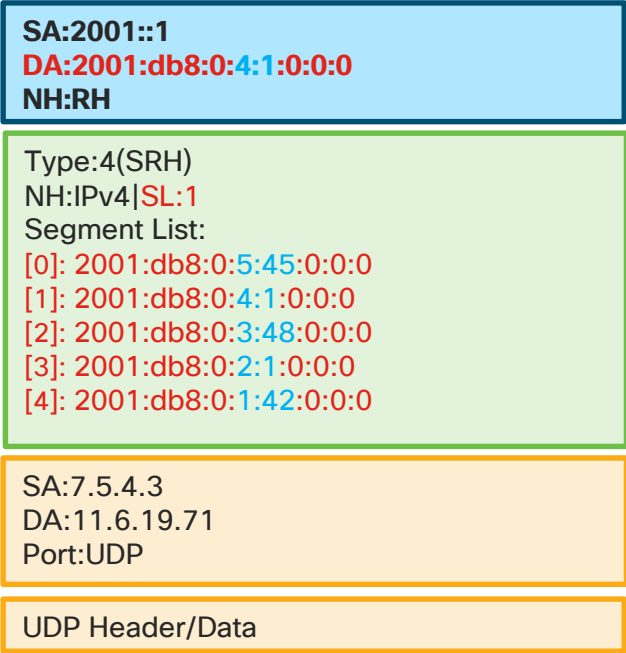 SA:2001::1
DA:2001:db8:0:4:1:0:0:0
NH:RH
Type:4(SRH)
NH:IPv4|SL:1
Segment List:
[0]: 2001:db8:0:5:45:0:0:0
[1]: 2001:db8:0:4:1:0:0:0
[2]: 2001:db8:0:3:48:0:0:0
[3]: 2001:db8:0:2:1:0:0:0
[4]: 2001:db8:0:1:42:0:0:0
SA:7.5.4.3
DA:11.6.19.71
Port:UDP
UDP Header/Data